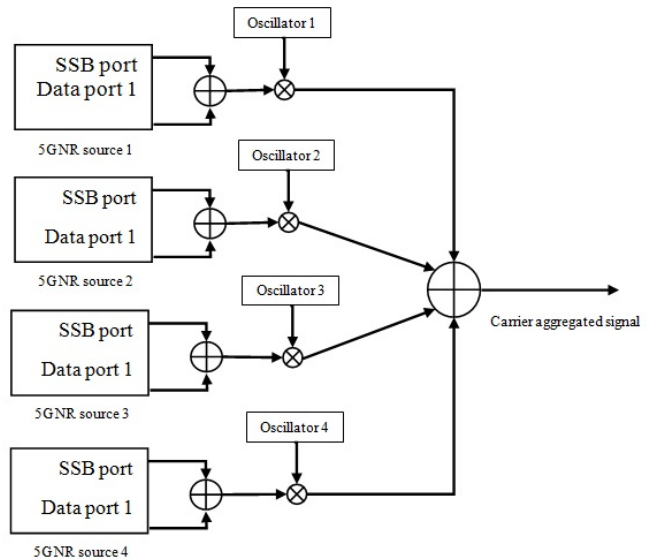 Oscillator 1
SSB port
Data port 1
5GNR source 1
Oscillator 2
SSB port
Data port 1
5GNR source 2
Oscillator 3
SSB port
Data port 1
5GNR source 3
Carrier aggregated signal
Oscillator 4
SSB port
Data port 1
5GNR source 4